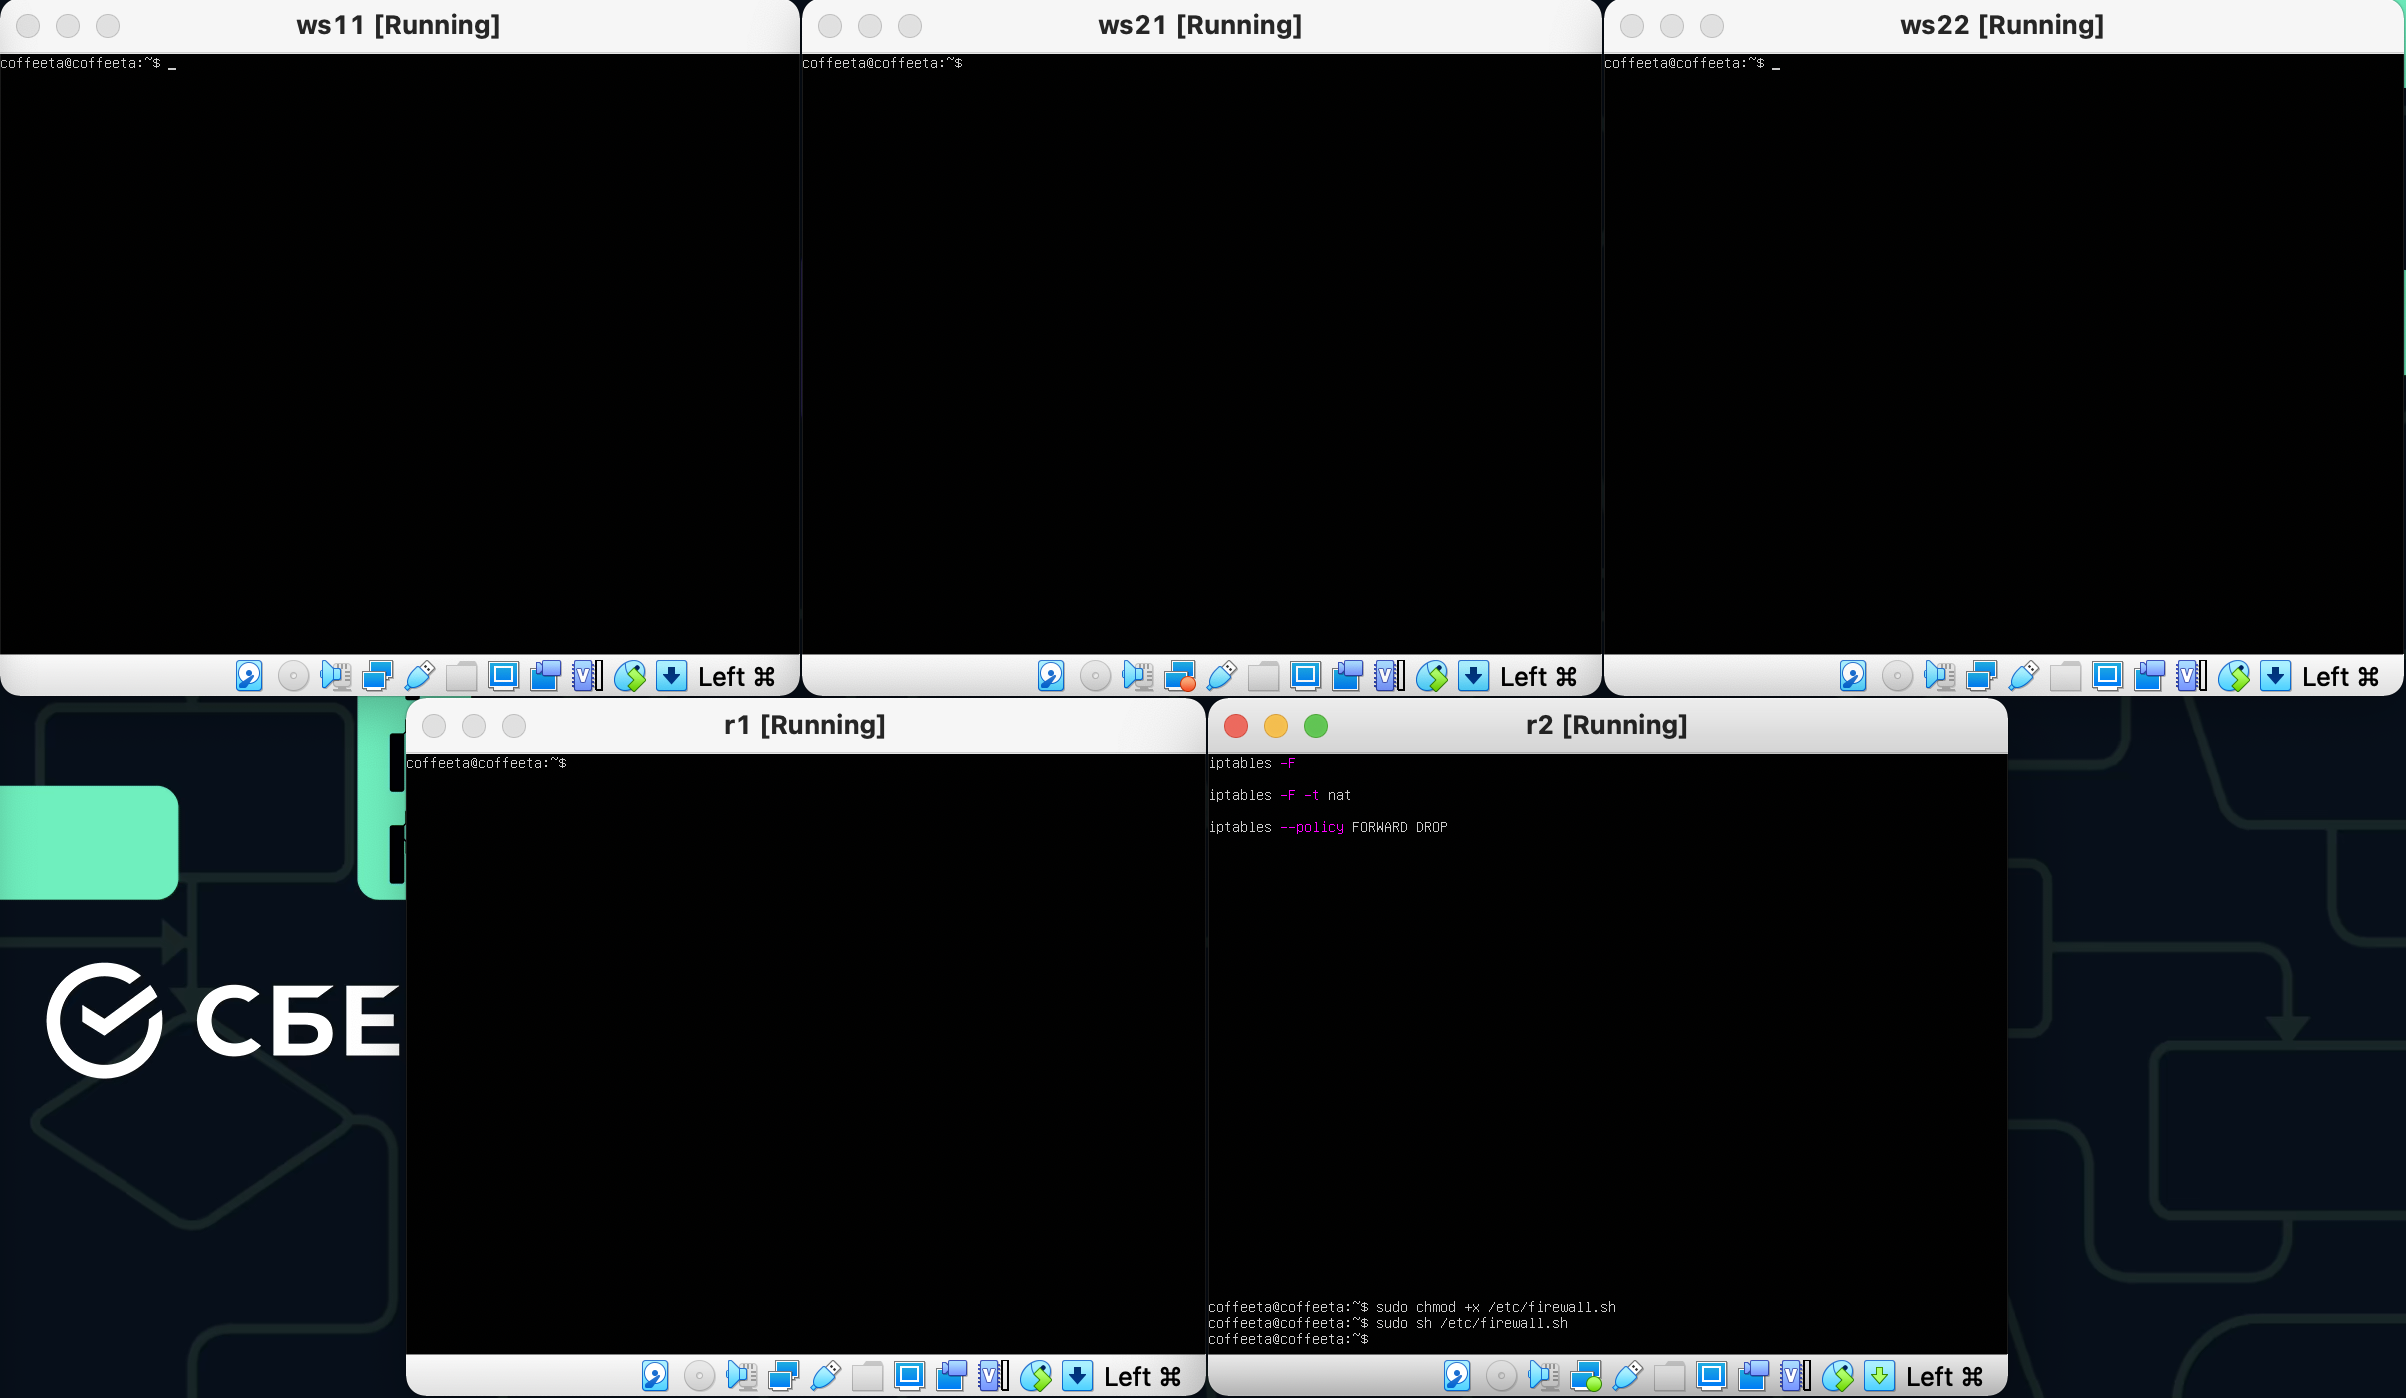 ws11 [Running]
coffeeta@coffeeta:~$ _
Left ⌘
ws21 [Running]
coffeeta@coffeeta:~$
Left ⌘
ws22 [Running]
coffeeta@coffeeta:~$ _
Left ⌘
r1 [Running]
coffeeta@coffeeta:~$
Left ⌘
r2 [Running]
iptables -F
iptables -F -t nat
iptables --policy FORWARD DROP
coffeeta@coffeeta:~$ sudo chmod +x /etc/firewall.sh
coffeeta@coffeeta:~$ sudo sh /etc/firewall.sh
coffeeta@coffeeta:~$
Left ⌘
СБЕ